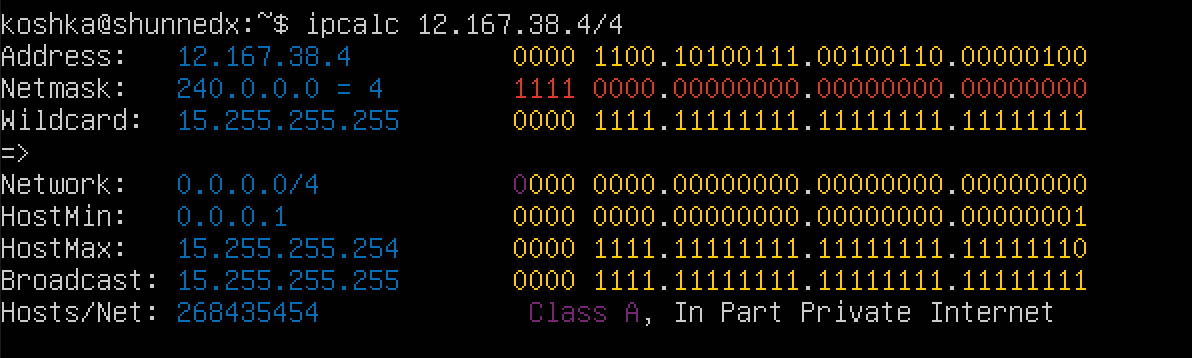 koshka@shunnedx:~$ ipcalc 12.167.38.4/4
Address:   12.167.38.4          0000 1100.10100111.00100110.00000100
Netmask:   240.0.0.0 = 4        1111 0000.00000000.00000000.00000000
Wildcard:  15.255.255.255       0000 1111.11111111.11111111.11111111
=>
Network:   0.0.0.0/4            0000 0000.00000000.00000000.00000000
HostMin:   0.0.0.1              0000 0000.00000000.00000000.00000001
HostMax:   15.255.255.254       0000 1111.11111111.11111111.11111110
Broadcast: 15.255.255.255       0000 1111.11111111.11111111.11111111
Hosts/Net: 268435454             Class A, In Part Private Internet